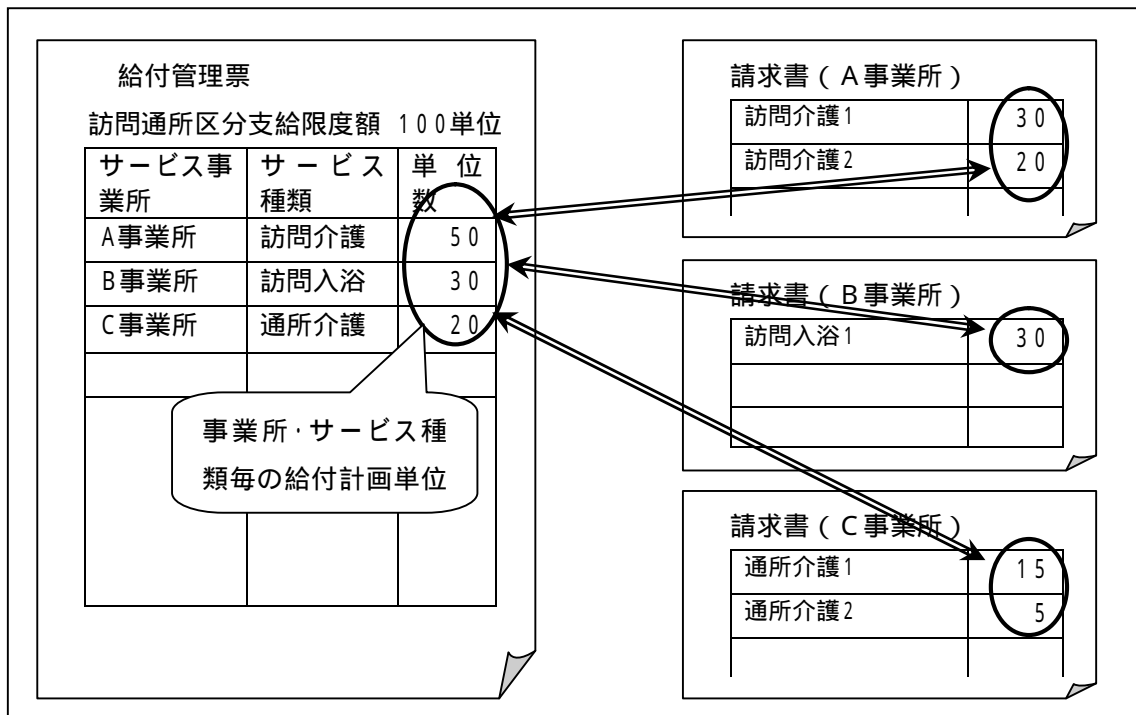 給付管理票
訪問通所区分支給限度額 100単位
サービス事業所 サービス種類 単位数
A事業所 訪問介護 50
B事業所 訪問入浴 30
C事業所 通所介護 20
事業所・サービス種
類毎の給付計画単位
請求書(A事業所)
訪問介護1 30
訪問介護2 20
請求書(B事業所)
訪問入浴1 30
請求書(C事業所)
通所介護1 15
通所介護2 5